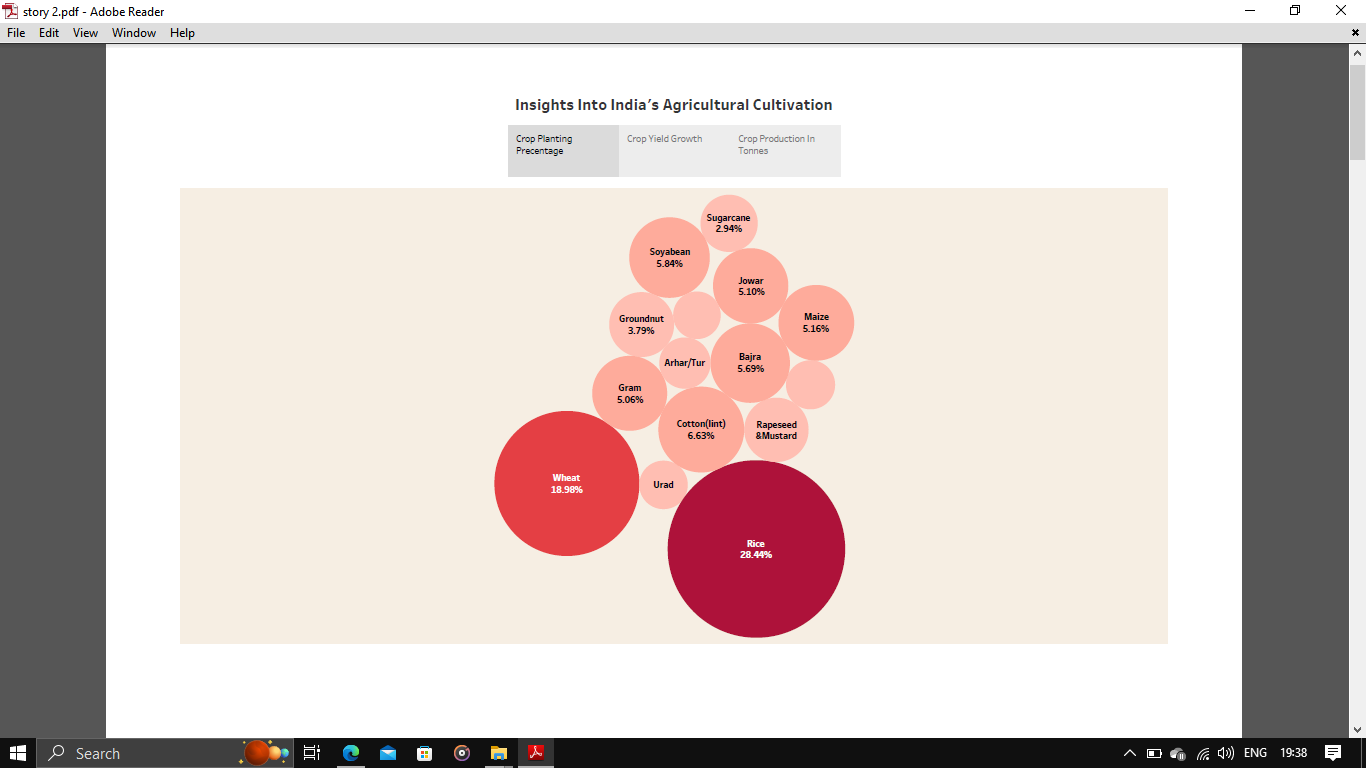 story 2.pdf - Adobe Reader
File Edit View Window Help
Insights Into India's Agricultural Cultivation
Crop Planting
Precentage
Crop Yield Growth
Crop Production In
Tonnes
Sugarcane
2.94%
Soyabean
5.84%
Jowar
5.10%
Groundnut
3.79%
Maize
5.16%
Arhar/Tur
Bajra
5.69%
Gram
5.06%
Cotton(lint)
6.63%
Rapeseed
&Mustard
Wheat
18.98%
Urad
Rice
28.44%
Search
ENG
19:38